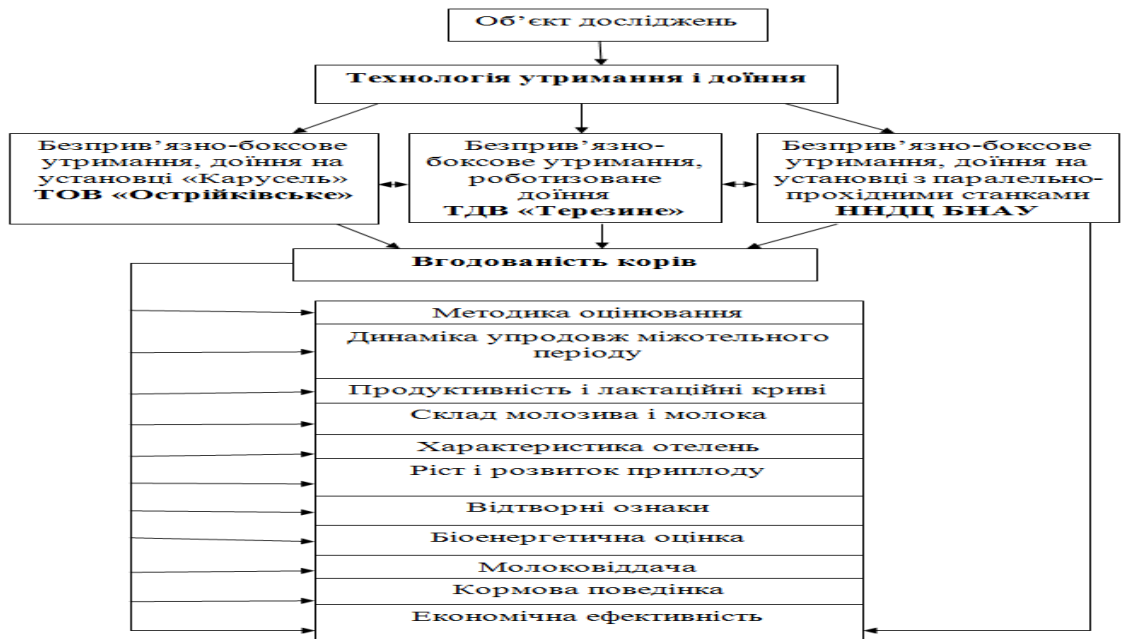 Об’єкт досліджень
Технологія утримання і доїння
Безприв’язно-боксове
утримання, доїння на
установці «Карусель»
ТОВ «Острійківське»
Безприв’язно-
боксове утримання,
роботизоване
доїння
ТДВ «Терезине»
Безприв’язно-боксове
утримання, доїння на
установці з паралельно-
прохідними станками
ННДЦ БНАУ
Вгодованість корів
Методика оцінювання
Динаміка упродовж міжотельного
періоду
Продуктивність і лактаційні криві
Склад молозива і молока
Характеристика отелень
Ріст і розвиток приплоду
Відтворні ознаки
Біоенергетична оцінка
Молоковіддача
Кормова поведінка
Економічна ефективність